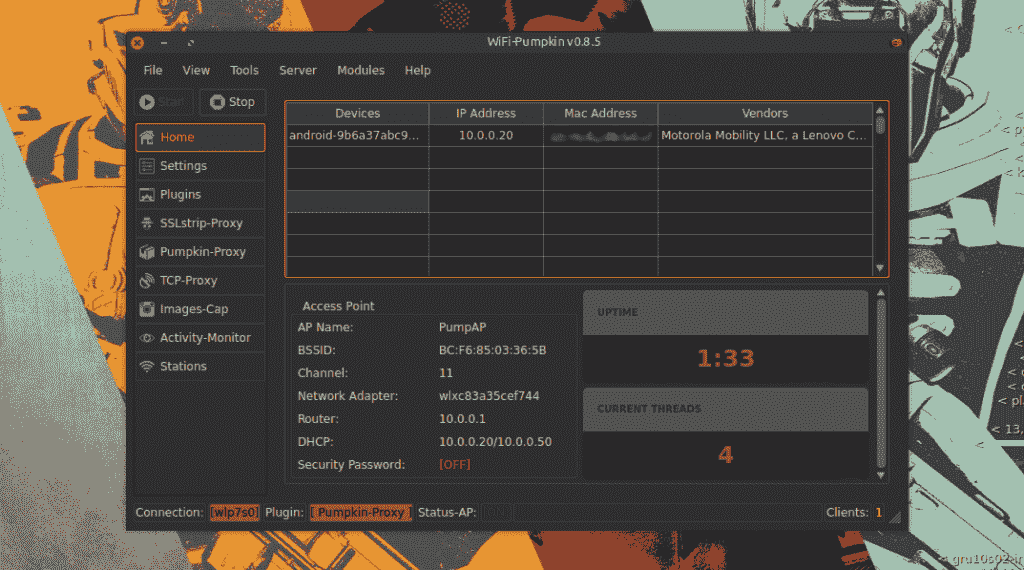 WiFi-Pumpkin v0.8.5
File View Tools Server Modules Help
Start Stop
Home
Settings
Plugins
SSLstrip-Proxy
Pumpkin-Proxy
TCP-Proxy
Images-Cap
Activity-Monitor
Stations
Devices IP Address Mac Address Vendors
android-9b6a37abc9... 10.0.0.20 Motorola Mobility LLC, a Lenovo C...
Access Point
AP Name: PumpAP
BSSID: BC:F6:85:03:36:5B
Channel: 11
Network Adapter: wlxc83a35cef744
Router: 10.0.0.1
DHCP: 10.0.0.20/10.0.0.50
Security Password: [OFF]
UPTIME
1:33
CURRENT THREADS
4
Connection: [wlp7s0] Plugin: [ Pumpkin-Proxy ] Status-AP: Clients: 1
< 13,
< gru10s02-in